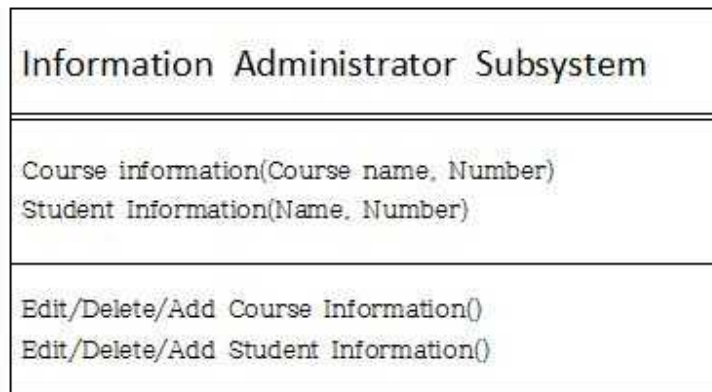 Information Administrator Subsystem
Course information(Course name, Number)
Student Information(Name, Number)
Edit/Delete/Add Course Information()
Edit/Delete/Add Student Information()